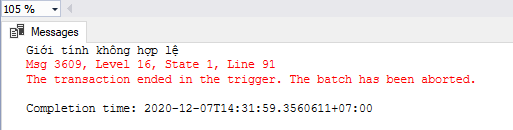 105 %
Messages
Giới tính không hợp lệ
Msg 3609, Level 16, State 1, Line 91
The transaction ended in the trigger. The batch has been aborted.
Completion time: 2020-12-07T14:31:59.3560611+07:00